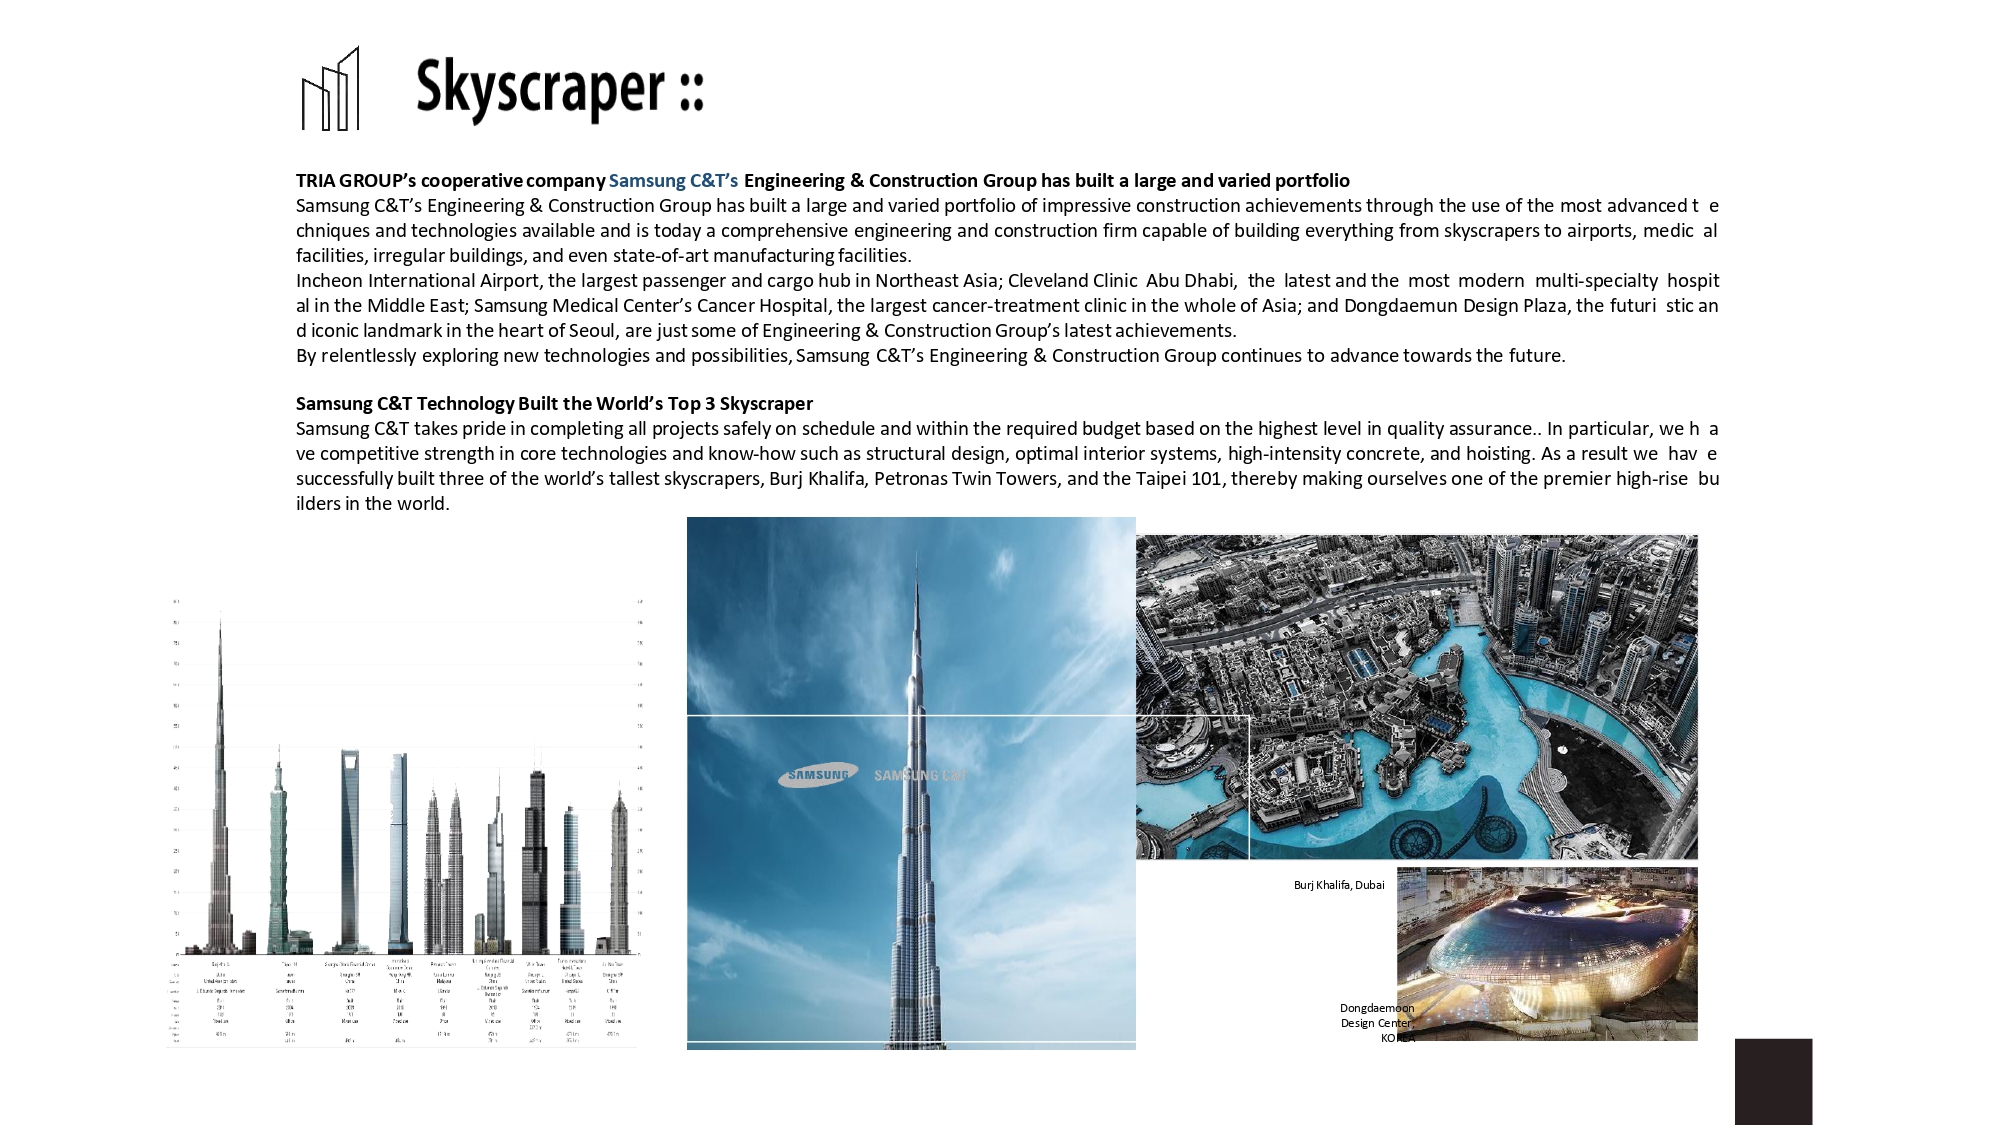 Skyscraper ::
TRIA GROUP’s cooperative company Samsung C&T’s Engineering & Construction Group has built a large and varied portfolio
Samsung C&T’s Engineering & Construction Group has built a large and varied portfolio of impressive construction achievements through the use of the most advanced t e
chniques and technologies available and is today a comprehensive engineering and construction firm capable of building everything from skyscrapers to airports, medic al
facilities, irregular buildings, and even state-of-art manufacturing facilities.
Incheon International Airport, the largest passenger and cargo hub in Northeast Asia; Cleveland Clinic Abu Dhabi, the latest and the most modern multi-specialty hospit
al in the Middle East; Samsung Medical Center’s Cancer Hospital, the largest cancer-treatment clinic in the whole of Asia; and Dongdaemun Design Plaza, the futuri stic an
d iconic landmark in the heart of Seoul, are just some of Engineering & Construction Group’s latest achievements.
By relentlessly exploring new technologies and possibilities, Samsung C&T’s Engineering & Construction Group continues to advance towards the future.
Samsung C&T Technology Built the World’s Top 3 Skyscraper
Samsung C&T takes pride in completing all projects safely on schedule and within the required budget based on the highest level in quality assurance.. In particular, we h a
ve competitive strength in core technologies and know-how such as structural design, optimal interior systems, high-intensity concrete, and hoisting. As a result we hav e
successfully built three of the world’s tallest skyscrapers, Burj Khalifa, Petronas Twin Towers, and the Taipei 101, thereby making ourselves one of the premier high-rise bu
ilders in the world.
SAMSUNG SAMSUNG C&T
Burj Khalifa, Dubai
Dongdaemoon
Design Center,
KOREA